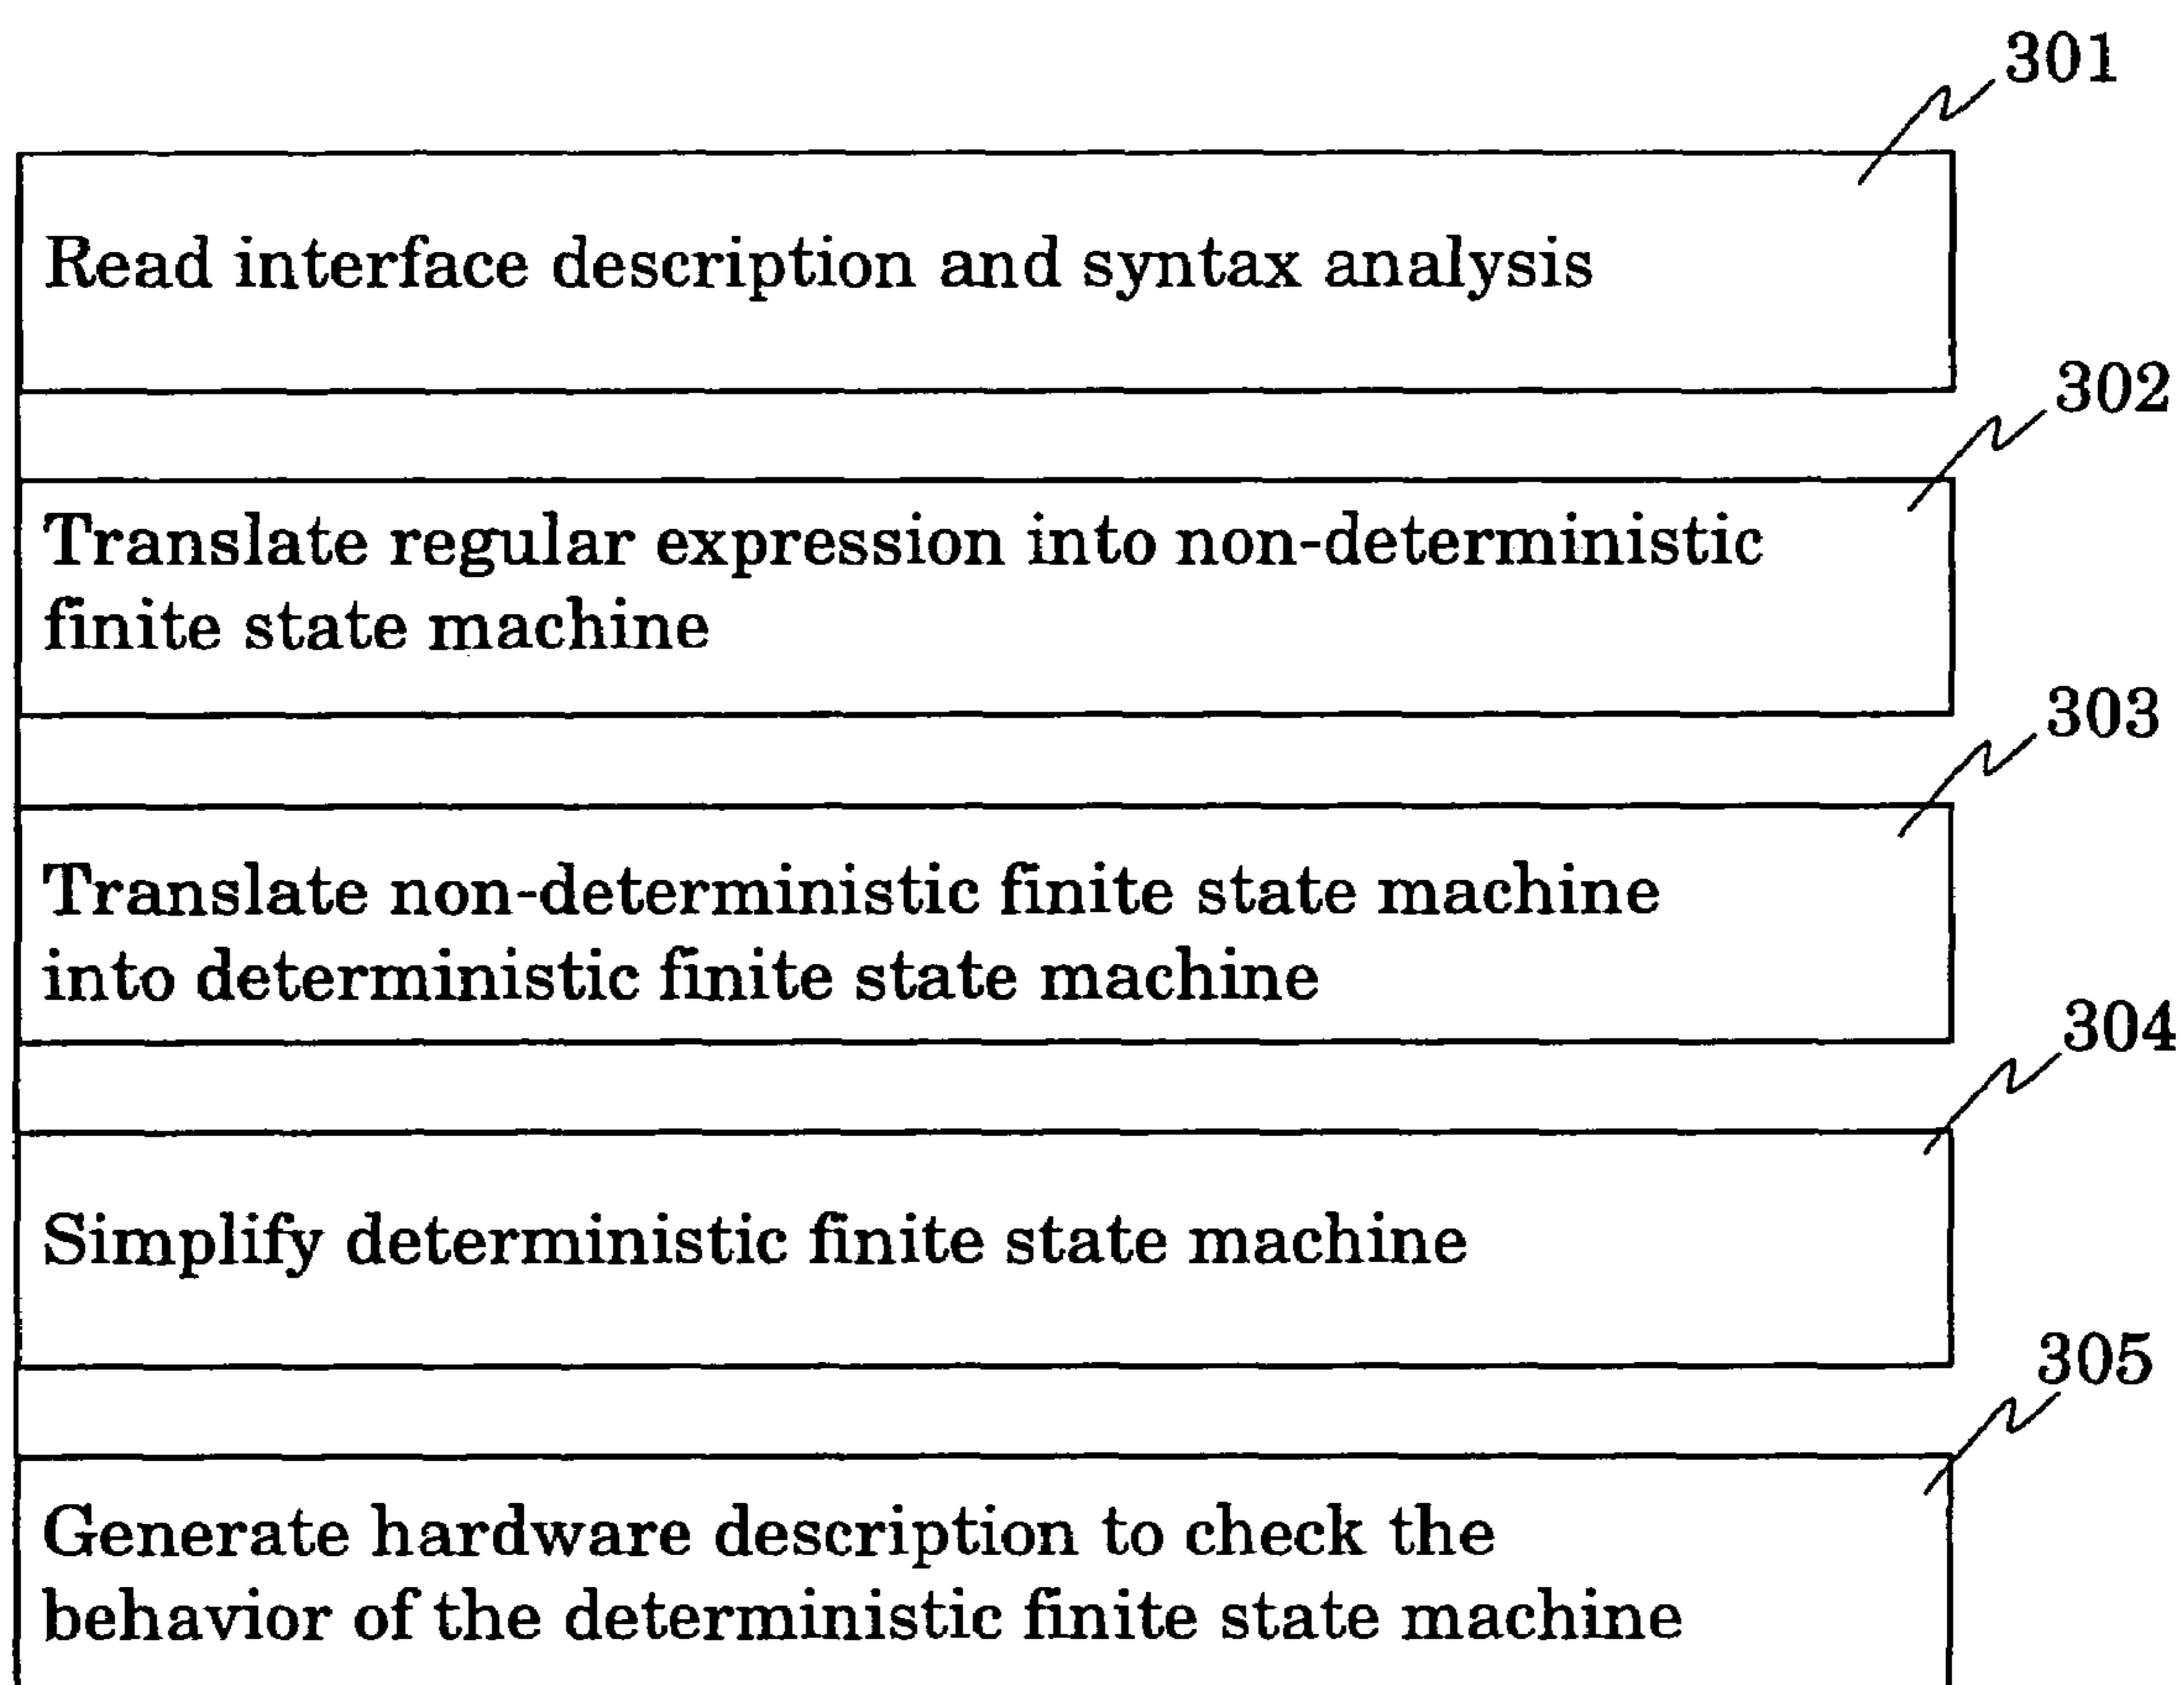 301
Read interface description and syntax analysis
302
Translate regular expression into non-deterministic
finite state machine
303
Translate non-deterministic finite state machine
into deterministic finite state machine
304
Simplify deterministic finite state machine
305
Generate hardware description to check the
behavior of the deterministic finite state machine